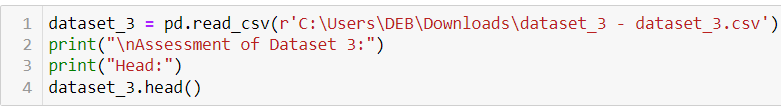 1 dataset_3 = pd.read_csv(r'C:\Users\DEB\Downloads\dataset_3 - dataset_3.csv')
2 print("\nAssessment of Dataset 3:")
3 print("Head:")
4 dataset_3.head()